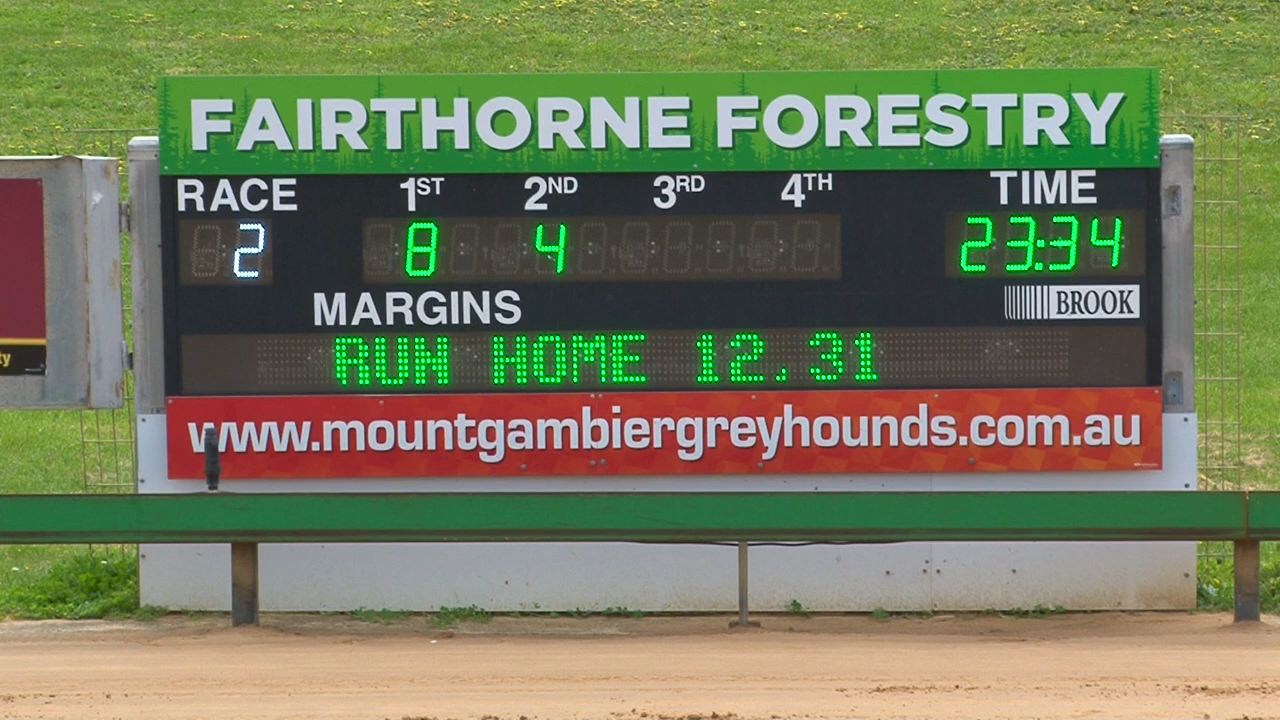 FAIRTHORNE FORESTRY
RACE 1ST 2ND 3RD 4TH TIME
2 8 4 23:34
MARGINS
BROOK
RUN HOME 12.31
www.mountgambiergreyhounds.com.au
ty